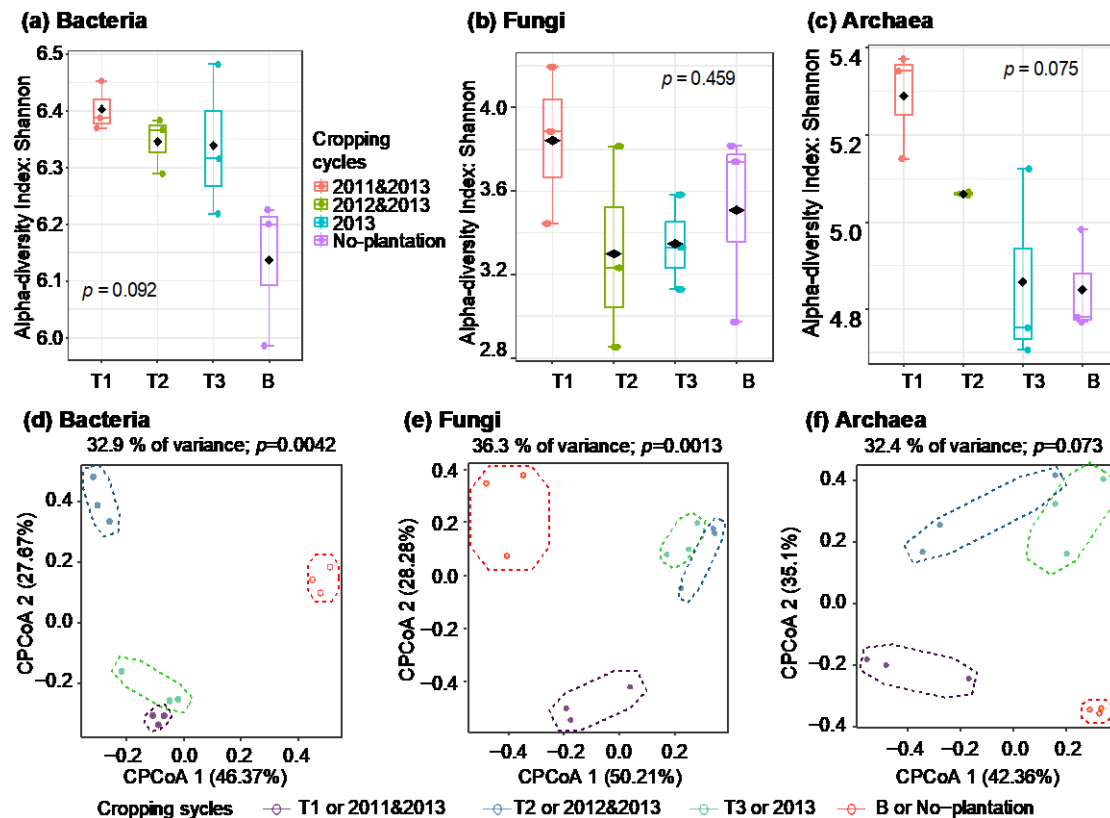 (a) Bacteria
(b) Fungi
(c) Archaea
Alpha-diversity Index: Shannon
6.5
6.4
6.3
6.2
6.1
6.0
p = 0.092
T1 T2 T3 B
Cropping
cycles
2011&2013
2012&2013
2013
No-plantation
Alpha-diversity Index: Shannon
4.0
3.6
3.2
2.8
p = 0.459
T1 T2 T3 B
Alpha-diversity Index: Shannon
5.4
5.2
5.0
4.8
p = 0.075
T1 T2 T3 B
(d) Bacteria
32.9 % of variance; p=0.0042
CPCoA 2 (27.67%)
0.4
0.2
0.0
−0.2
−0.2 0.0 0.2 0.4
CPCoA 1 (46.37%)
(e) Fungi
36.3 % of variance; p=0.0013
CPCoA 2 (28.28%)
0.4
0.2
0.0
−0.2
−0.4
−0.4 −0.2 0.0 0.2
CPCoA 1 (50.21%)
(f) Archaea
32.4 % of variance; p=0.073
CPCoA 2 (35.1%)
0.4
0.2
0.0
−0.2
−0.4
−0.6 −0.4 −0.2 0.0 0.2
CPCoA 1 (42.36%)
Cropping sycles T1 or 2011&2013 T2 or 2012&2013 T3 or 2013 B or No−plantation